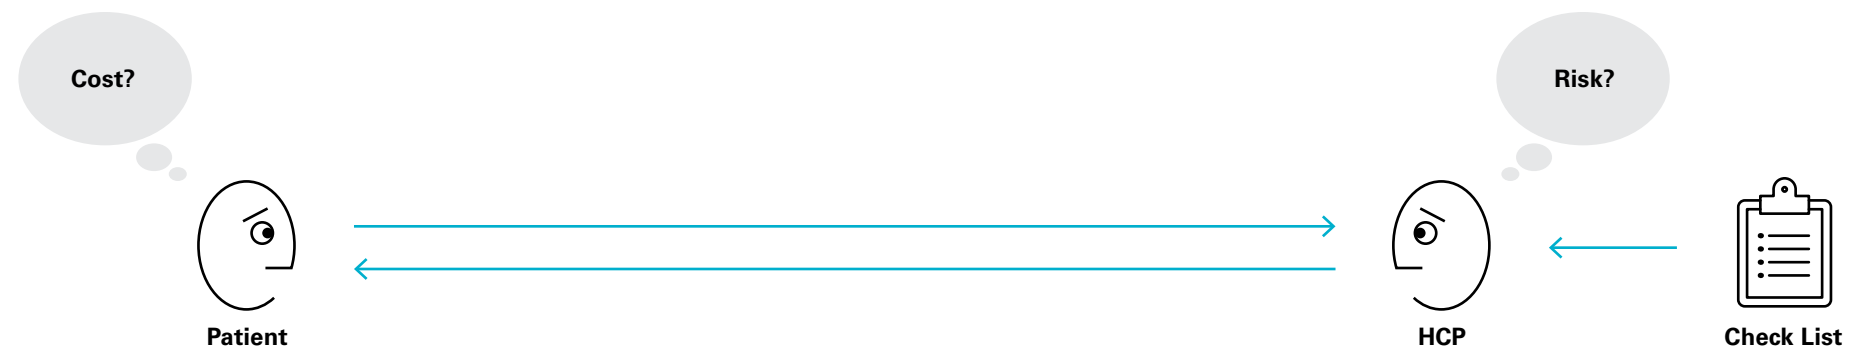 Cost?
Risk?
Patient
HCP
Check List